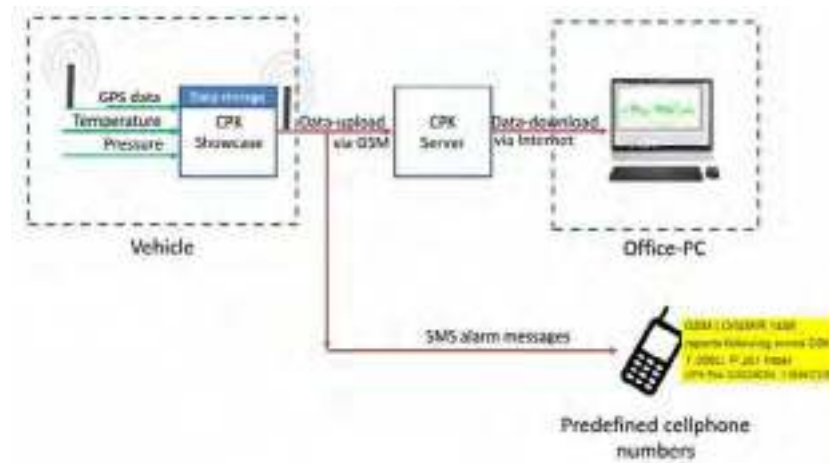 GPS data
Temperature
Pressure
Data storage
CPK
Showcase
Data-upload
via GSM
CPK
Server
Data-download
via Internet
Vehicle
Office-PC
SMS alarm messages
Predefined cellphone
numbers